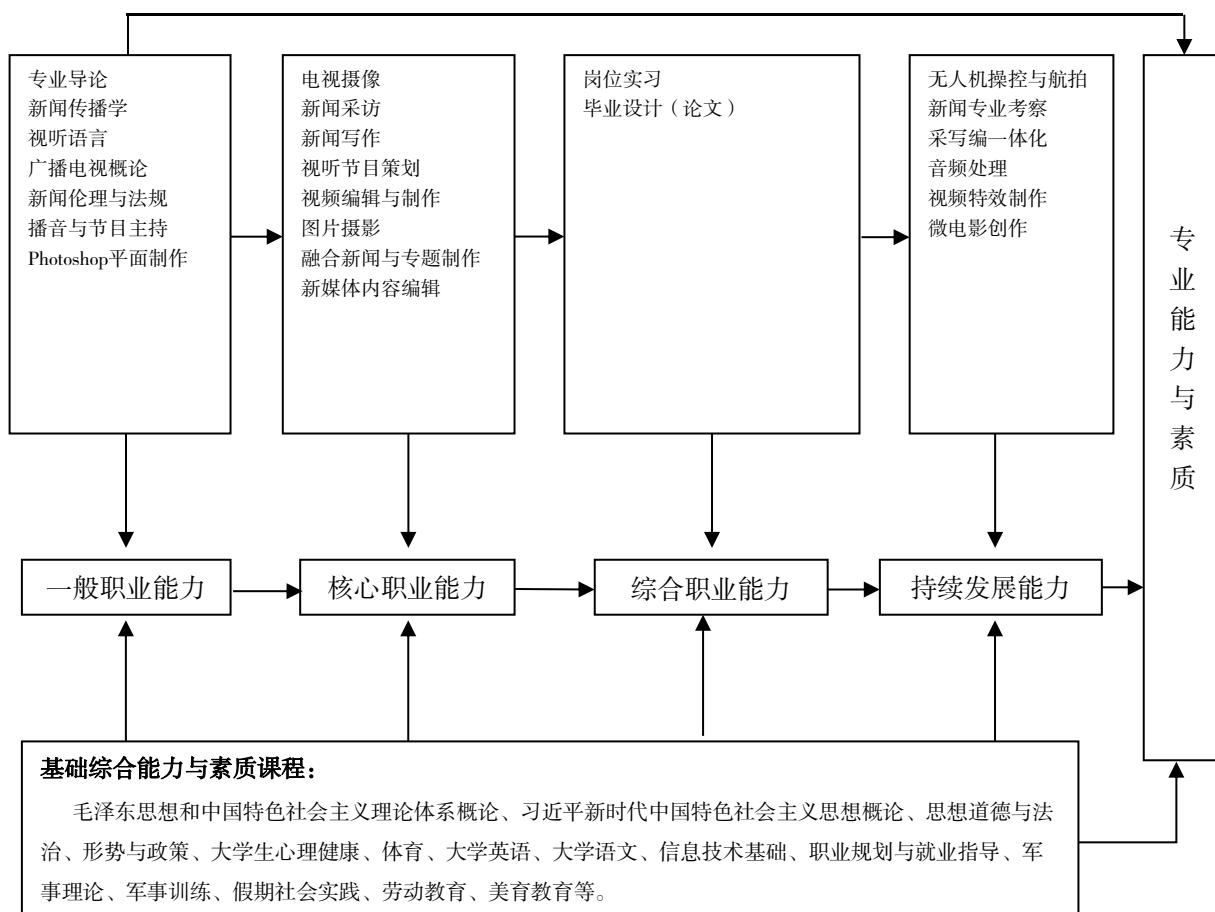 专业导论
新闻传播学
视听语言
广播电视概论
新闻伦理与法规
播音与节目主持
Photoshop平面制作
电视摄像
新闻采访
新闻写作
视听节目策划
视频编辑与制作
图片摄影
融合新闻与专题制作
新媒体内容编辑
岗位实习
毕业设计（论文）
无人机操控与航拍
新闻专业考察
采写编一体化
音频处理
视频特效制作
微电影创作
专业能力与素质
一般职业能力
核心职业能力
综合职业能力
持续发展能力
基础综合能力与素质课程：
毛泽东思想和中国特色社会主义理论体系概论、习近平新时代中国特色社会主义思想概论、思想道德与法
治、形势与政策、大学生心理健康、体育、大学英语、大学语文、信息技术基础、职业规划与就业指导、军
事理论、军事训练、假期社会实践、劳动教育、美育教育等。